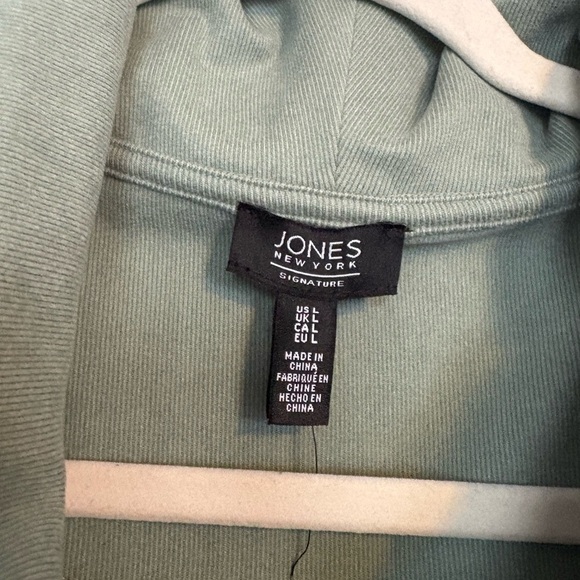 JONES
NEW YORK
SIGNATURE
US L
UK L
CA L
EU L
MADE IN
CHINA
FABRIQUÉ EN
CHINE
HECHO EN
CHINA